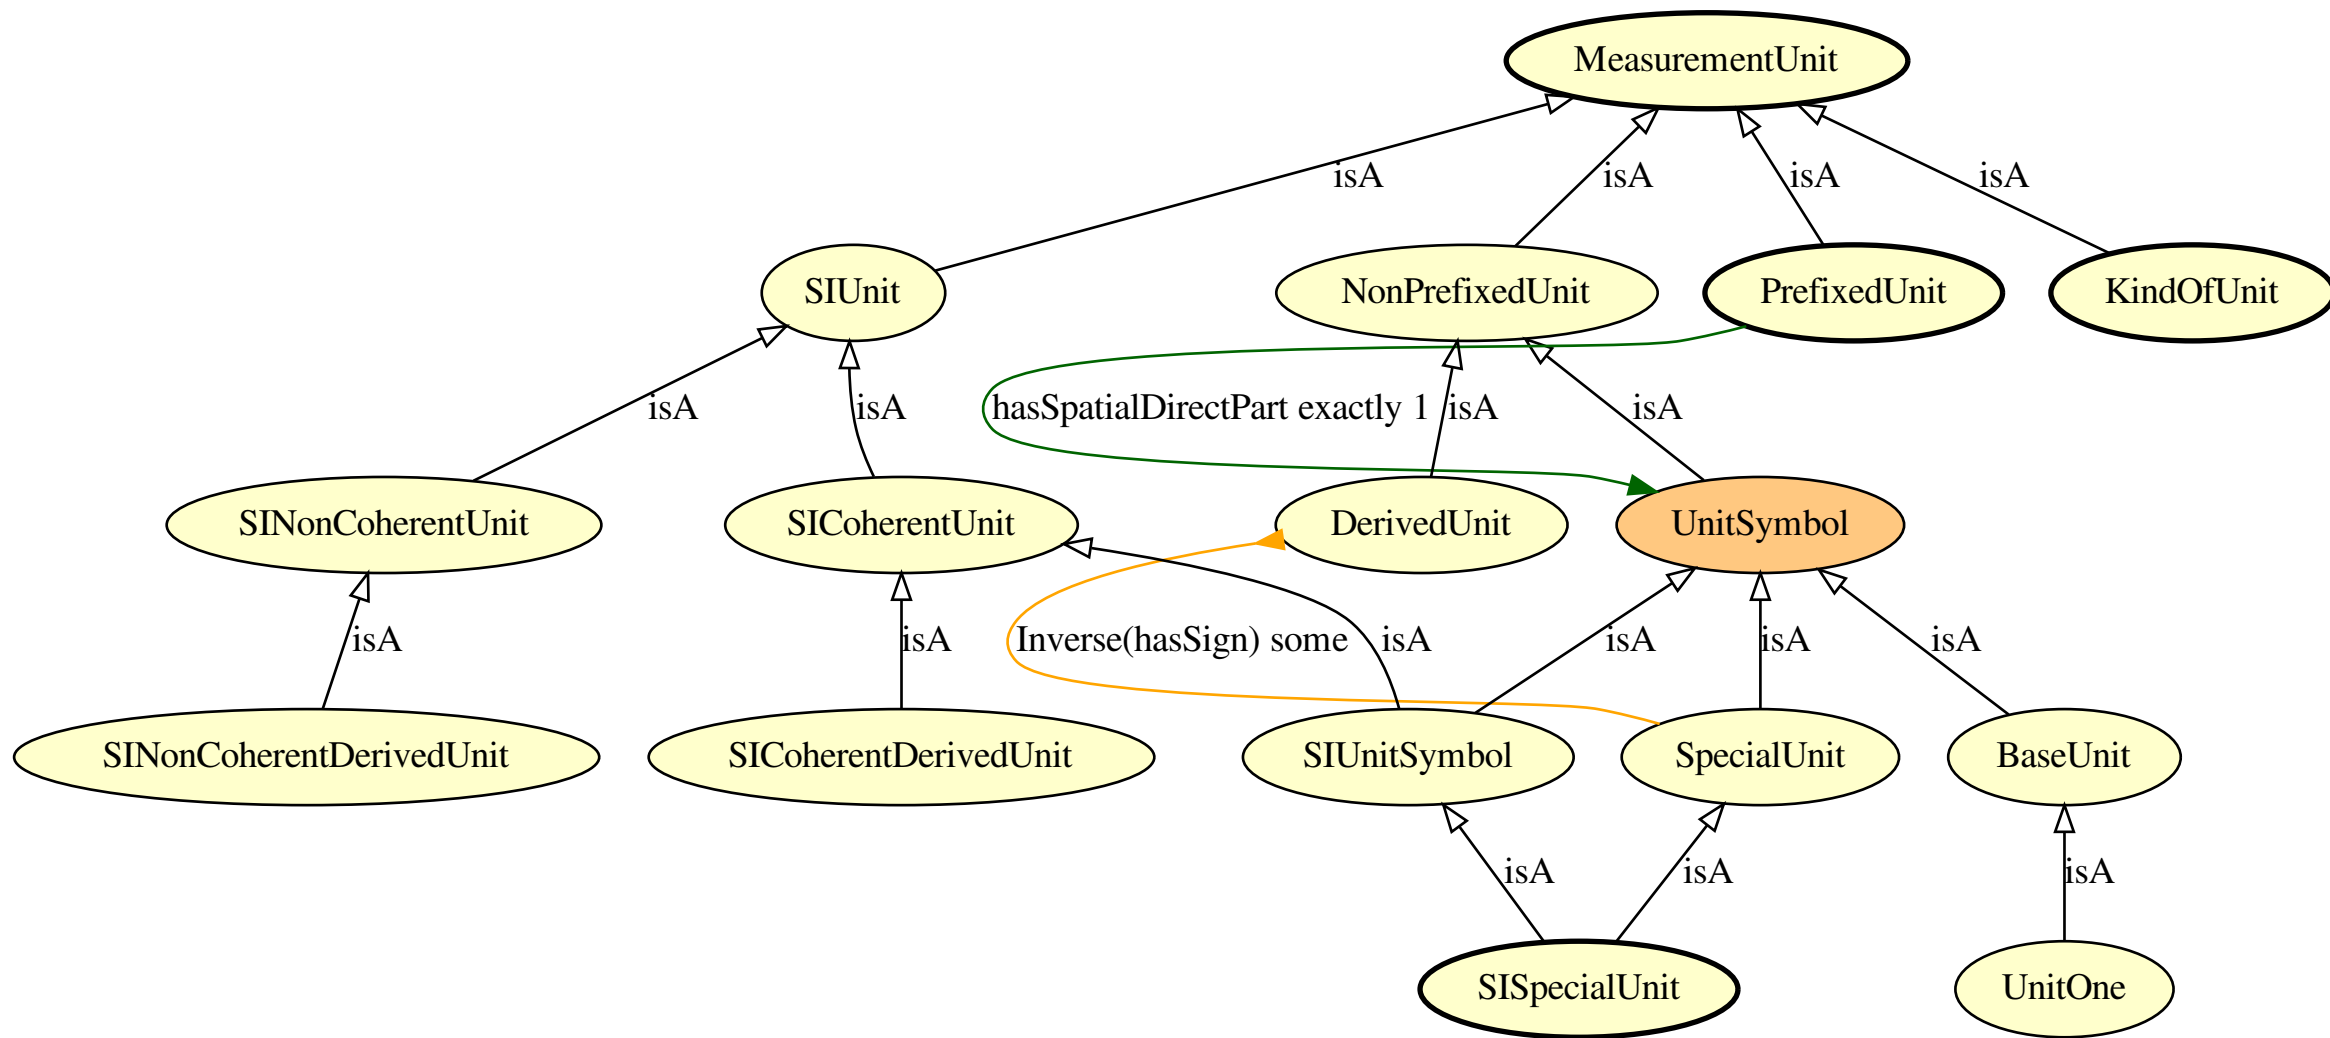 MeasurementUnit
isA
isA
isA
isA
SIUnit
NonPrefixedUnit
PrefixedUnit
KindOfUnit
isA
isA
hasSpatialDirectPart exactly 1
isA
isA
SINonCoherentUnit
SICoherentUnit
DerivedUnit
UnitSymbol
isA
isA
Inverse(hasSign) some
isA
isA
isA
isA
SINonCoherentDerivedUnit
SICoherentDerivedUnit
SIUnitSymbol
SpecialUnit
BaseUnit
isA
isA
isA
SISpecialUnit
UnitOne